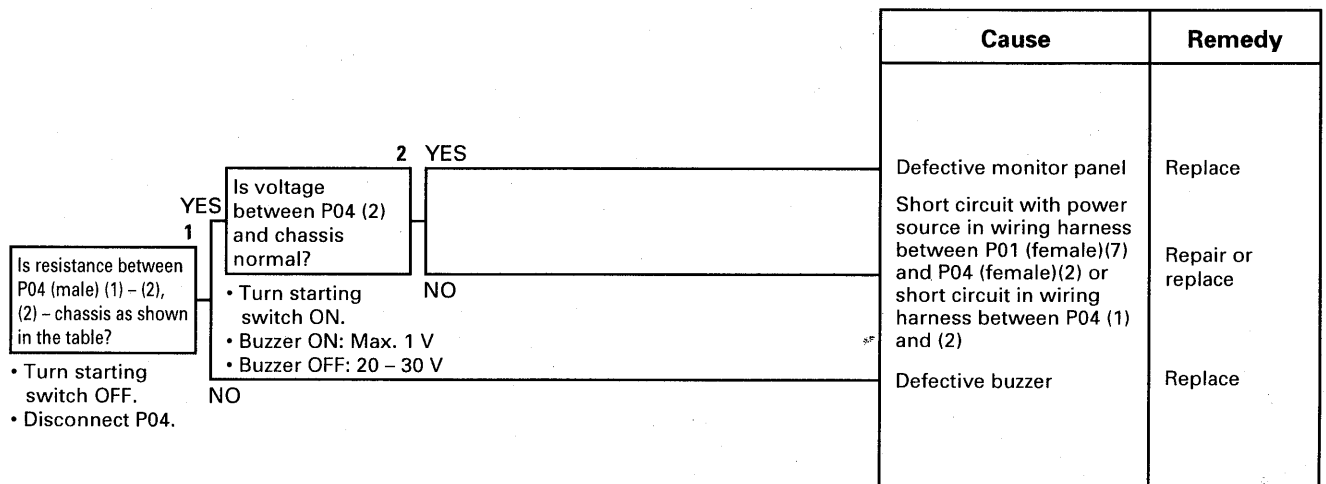 Cause
Remedy
2
YES
Is voltage
between P04 (2)
and chassis
normal?
YES
1
Is resistance between
P04 (male) (1) – (2),
(2) – chassis as shown
in the table?
• Turn starting
switch OFF.
• Disconnect P04.
NO
• Turn starting
switch ON.
• Buzzer ON: Max. 1 V
• Buzzer OFF: 20 – 30 V
NO
Defective monitor panel
Replace
Short circuit with power
source in wiring harness
between P01 (female)(7)
and P04 (female)(2) or
short circuit in wiring
harness between P04 (1)
and (2)
Repair or
replace
Defective buzzer
Replace